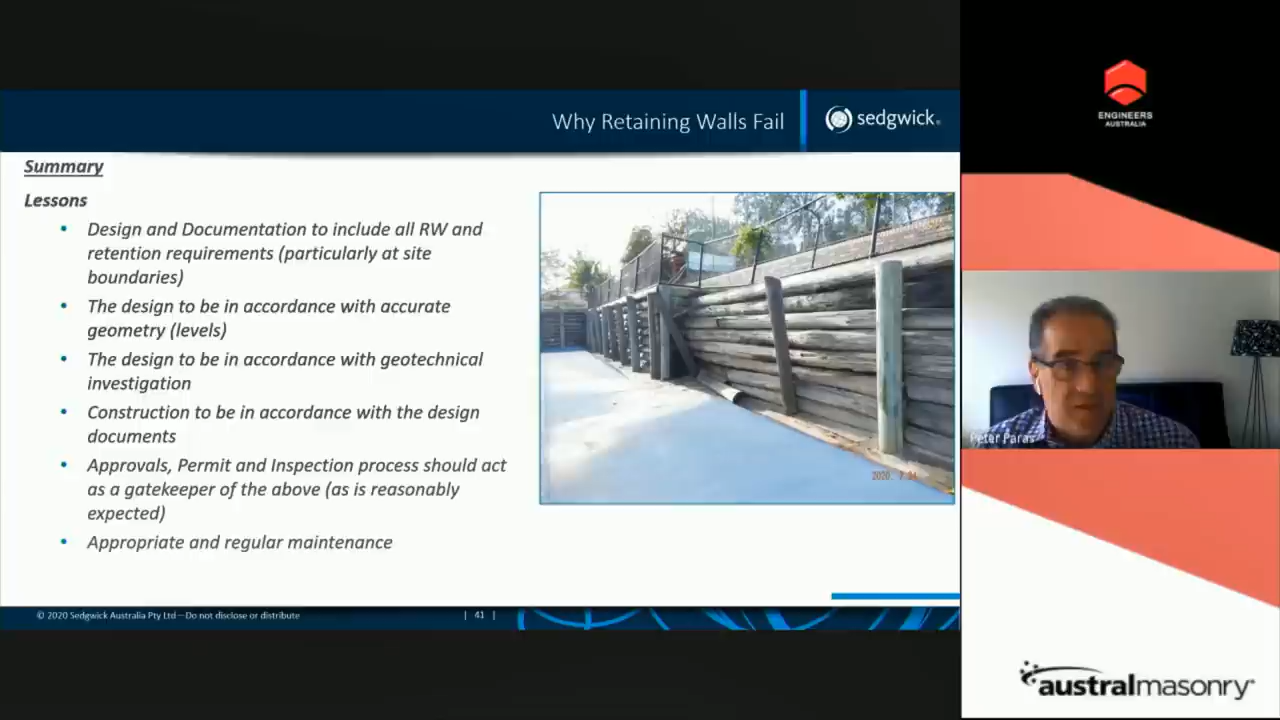 Why Retaining Walls Fail
sedgwick.
Summary
Lessons
• Design and Documentation to include all RW and
retention requirements (particularly at site
boundaries)
• The design to be in accordance with accurate
geometry (levels)
• The design to be in accordance with geotechnical
investigation
• Construction to be in accordance with the design
documents
• Approvals, Permit and Inspection process should act
as a gatekeeper of the above (as is reasonably
expected)
• Appropriate and regular maintenance
© 2020 Sedgwick Australia Pty Ltd – Do not disclose or distribute
| 41 |
ENGINEERS
AUSTRALIA
Peter Paras
australmasonry